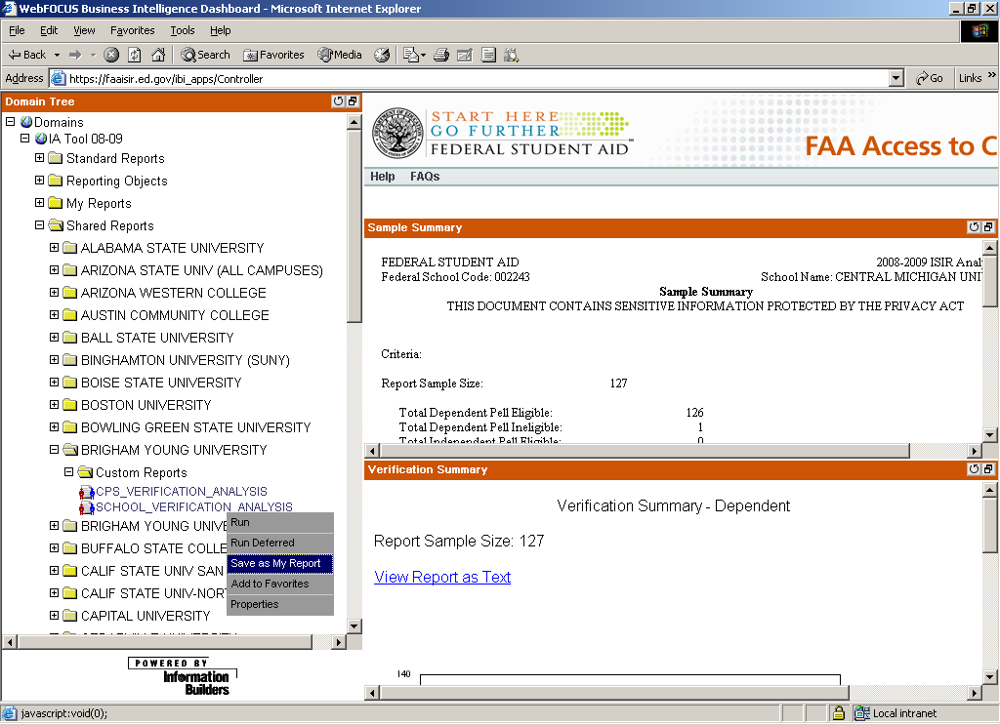 WebFOCUS Business Intelligence Dashboard - Microsoft Internet Explorer
File Edit View Favorites Tools Help
Back Search Favorites Media
Address https://faaisir.ed.gov/ibi_apps/Controller Go Links »
Domain Tree
Domains
IA Tool 08-09
Standard Reports
Reporting Objects
My Reports
Shared Reports
ALABAMA STATE UNIVERSITY
ARIZONA STATE UNIV (ALL CAMPUSES)
ARIZONA WESTERN COLLEGE
AUSTIN COMMUNITY COLLEGE
BALL STATE UNIVERSITY
BINGHAMTON UNIVERSITY (SUNY)
BOISE STATE UNIVERSITY
BOSTON UNIVERSITY
BOWLING GREEN STATE UNIVERSITY
BRIGHAM YOUNG UNIVERSITY
Custom Reports
CPS_VERIFICATION_ANALYSIS
SCHOOL_VERIFICATION_ANALYSIS
BRIGHAM YOUNG UNIVE
BUFFALO STATE COLLE
CALIF STATE UNIV SAN
CALIF STATE UNIV-NOR
CAPITAL UNIVERSITY
Run
Run Deferred
Save as My Report
Add to Favorites
Properties
POWERED BY
Information
Builders
START HERE
GO FURTHER
FEDERAL STUDENT AID
FAA Access to C
Help FAQs
Sample Summary
FEDERAL STUDENT AID 2008-2009 ISIR Anal
Federal School Code: 002243 School Name: CENTRAL MICHIGAN UNI
Sample Summary
THIS DOCUMENT CONTAINS SENSITIVE INFORMATION PROTECTED BY THE PRIVACY ACT
Criteria:
Report Sample Size: 127
Total Dependent Pell Eligible: 126
Total Dependent Pell Ineligible: 1
Total Independent Pell Eligible: 0
Verification Summary
Verification Summary - Dependent
Report Sample Size: 127
View Report as Text
140
javascript:void(0); Local intranet